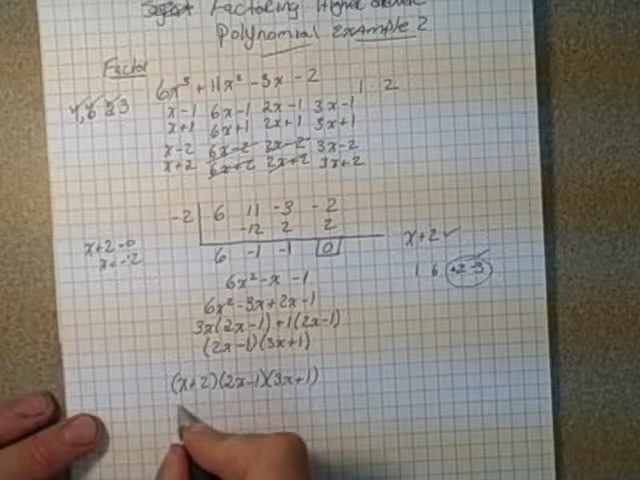 Factoring Higher
Polynomial Example 2
Factor
6x³ + 11x² - 3x - 2
1 2
1, 6 2 3
x-1 6x-1 2x-1 3x-1
x+1 6x+1 2x+1 3x+1
x-2 6x-2 2x-2 3x-2
x+2 6x+2 2x+2 3x+2
-2 | 6 11 -3 -2
-12 2 2
6 -1 -1 0
x+2=0
x=-2
x+2 ✓
1 6 +2 -3
6x² - x - 1
6x² - 3x + 2x - 1
3x(2x-1) + 1(2x-1)
(2x-1)(3x+1)
(x+2)(2x-1)(3x+1)